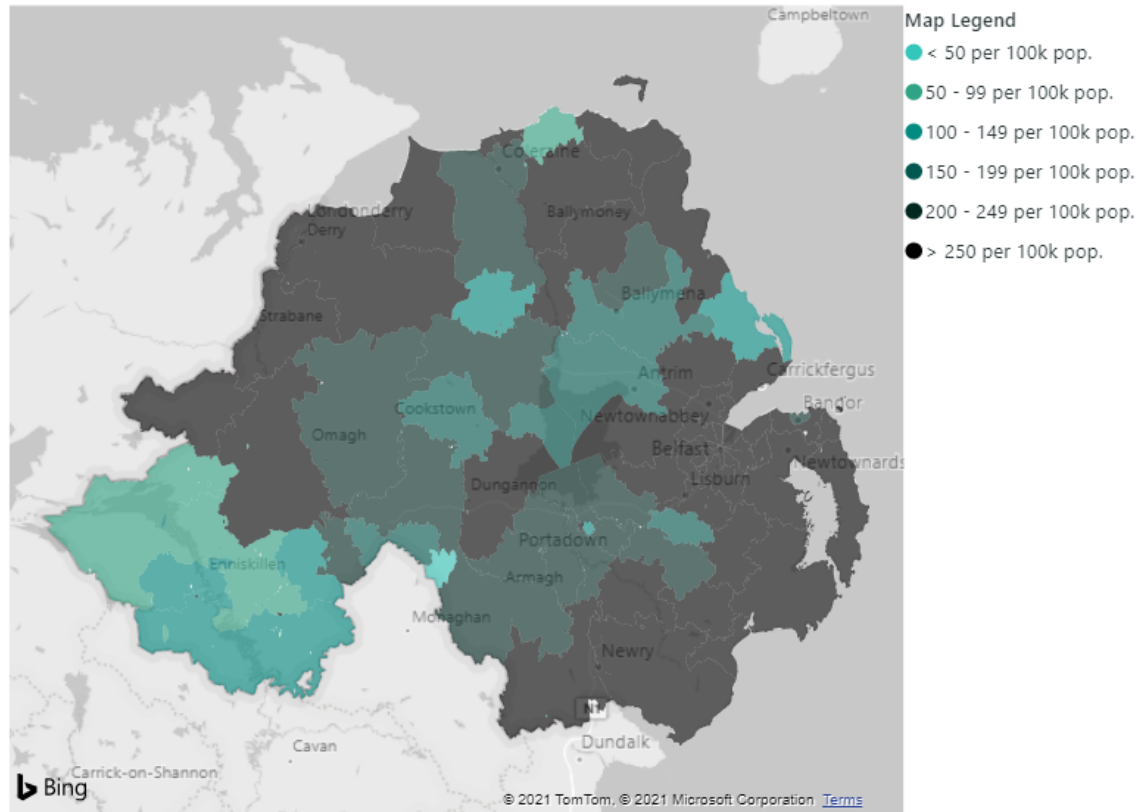 Campbeltown
Coleraine
Londonderry
Derry
Ballymoney
Strabane
Ballymena
Antrim
Carrickfergus
Cookstown
Newtownabbey
Bangor
Omagh
Belfast
Newtownards
Dungannon
Lisburn
Portadown
Enniskillen
Armagh
Monaghan
Newry
N1
Dundalk
Cavan
Carrick-on-Shannon
Bing
© 2021 TomTom, © 2021 Microsoft Corporation Terms
Map Legend
< 50 per 100k pop.
50 - 99 per 100k pop.
100 - 149 per 100k pop.
150 - 199 per 100k pop.
200 - 249 per 100k pop.
> 250 per 100k pop.